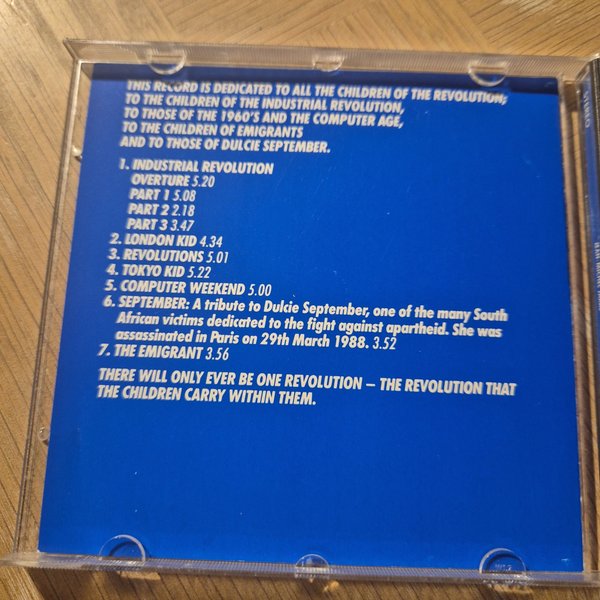 THIS RECORD IS DEDICATED TO ALL THE CHILDREN OF THE REVOLUTION,
TO THE CHILDREN OF THE INDUSTRIAL REVOLUTION,
TO THOSE OF THE 1960'S AND THE COMPUTER AGE,
TO THE CHILDREN OF EMIGRANTS
AND TO THOSE OF DULCIE SEPTEMBER.
1. INDUSTRIAL REVOLUTION
OVERTURE 5.20
PART 1 5.08
PART 2 2.18
PART 3 3.47
2. LONDON KID 4.34
3. REVOLUTIONS 5.01
4. TOKYO KID 5.22
5. COMPUTER WEEKEND 5.00
6. SEPTEMBER: A tribute to Dulcie September, one of the many South
African victims dedicated to the fight against apartheid. She was
assassinated in Paris on 29th March 1988. 3.52
7. THE EMIGRANT 3.56
THERE WILL ONLY EVER BE ONE REVOLUTION – THE REVOLUTION THAT
THE CHILDREN CARRY WITHIN THEM.
STEREO